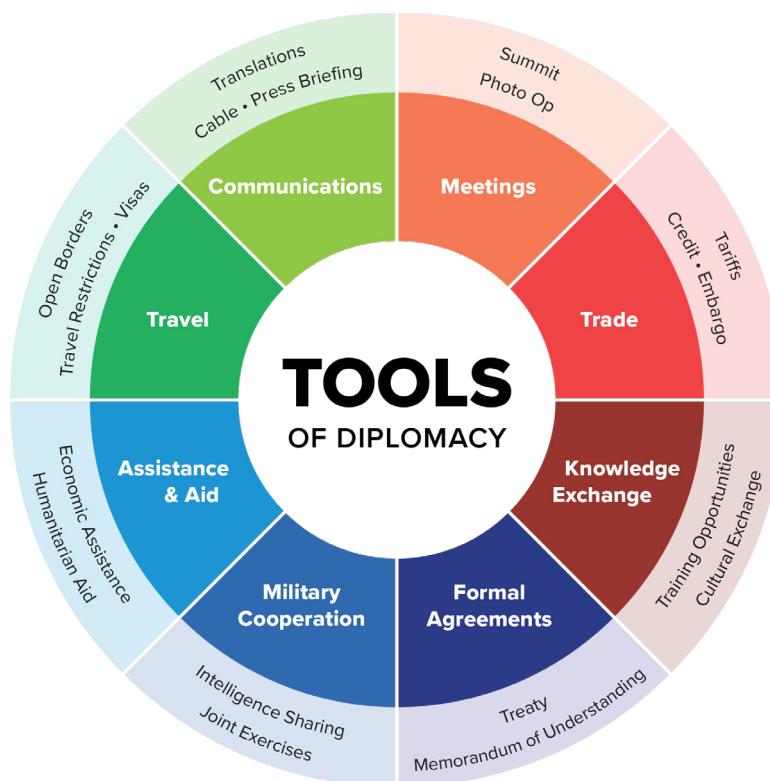 TOOLS
OF DIPLOMACY
Translations
Cable • Press Briefing
Communications
Summit
Photo Op
Meetings
Tariffs
Credit • Embargo
Trade
Knowledge
Exchange
Training Opportunities
Cultural Exchange
Formal
Agreements
Treaty
Memorandum of Understanding
Military
Cooperation
Intelligence Sharing
Joint Exercises
Assistance
& Aid
Economic Assistance
Humanitarian Aid
Open Borders
Travel Restrictions • Visas
Travel